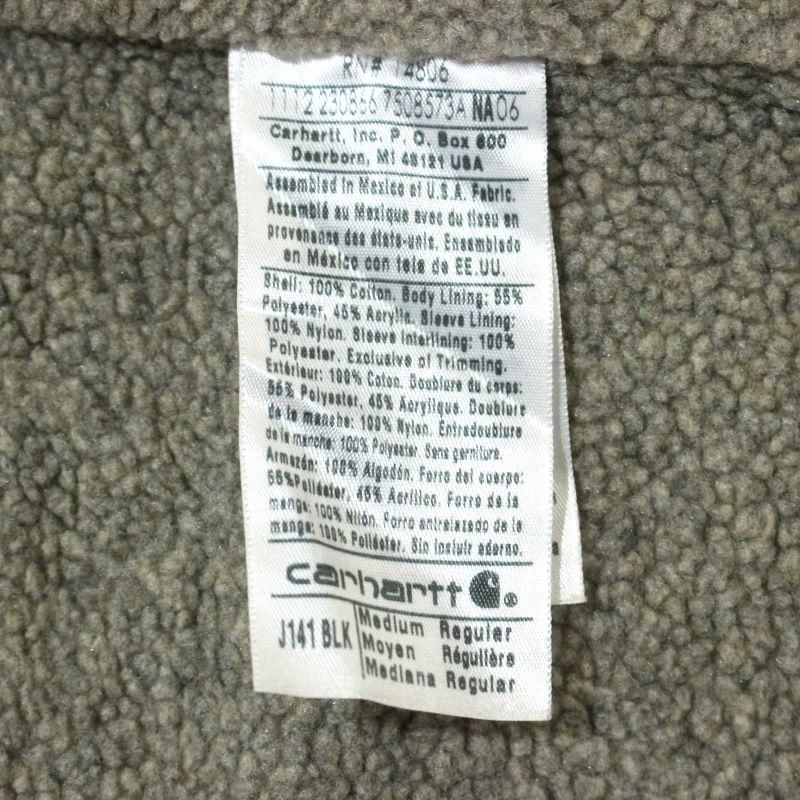 RN# 14806
1112 230866 7508573A NA06
Carhartt, Inc. P. O. Box 600
Dearborn, MI 48121 USA
Assembled in Mexico of U.S.A. Fabric.
Assemblé au Mexique avec du tissu en
provenance des états-unis. Ensamblado
en México con tela de EE.UU.
Shell: 100% Cotton. Body Lining: 55%
Polyester, 45% Acrylic. Sleeve Lining:
100% Nylon. Sleeve Interlining: 100%
Polyester. Exclusive of Trimming.
Extérieur: 100% Coton. Doublure du corps:
55% Polyester, 45% Acrylique. Doublure
de la manche: 100% Nylon. Entredoublure
de la manche: 100% Polyester. Sans garniture.
Armazón: 100% Algodón. Forro del cuerpo:
55%Poliéster, 45% Acrílico. Forro de la
manga: 100% Nilón. Forro entrelazado de la
manga: 100% Poliéster. Sin incluir adorno.
carhartt ®
J141 BLK
Medium Regular
Moyen Régulière
Mediana Regular